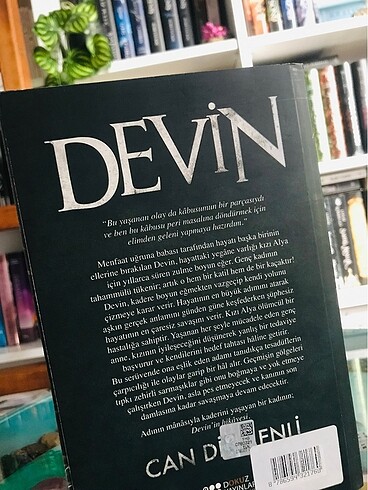 DEVİN
"Bu yaşanan olay da kâbusumun bir parçasıydı
ve ben bu kâbusu peri masalına döndürmek için
elimden geleni yapmaya hazırdım."
Menfaat uğruna babası tarafından hayatı başka birinin
ellerine bırakılan Devin, hayattaki yegâne varlığı kızı Alya
için yıllarca süren zulme boyun eğer. Genç kadının
tahammülü tükenir; artık o hem bir katil hem de bir kaçaktır!
Devin, kadere boyun eğmekten vazgeçip kendi yolunu
çizmeye karar verir. Hayatının en büyük adımını atarak
aşkın gerçek anlamını günden güne keşfederken şüphesiz
hayatının en çaresiz savaşım verir. Kızı Alya ölümcül bir
hastalığa sahiptir. Yaşanan her şeyle mücadele eden genç
anne, kızının iyileşeceğini düşünerek yanlış bir tedaviye
başvurur ve kendilerini hedef tahtası hâline getirir.
Bu serüvende ona eşlik eden adamı tanıdıkça tesadüflerin
çarpıcılığı ile olaylar garip bir hâl alır. Geçmişin gölgeleri
tıpkı zehirli sarmaşıklar gibi onu boğmaya ve yok etmeye
çalışırken Devin, asla pes etmeyecek ve kanının son
damlasına kadar savaşmaya devam edecektir.
Adının mânâsıyla kaderini yaşayan bir kadının;
Devin'in hikâyesi.
CAN
DOKUZ
YAYINLARI
9 786599 321762